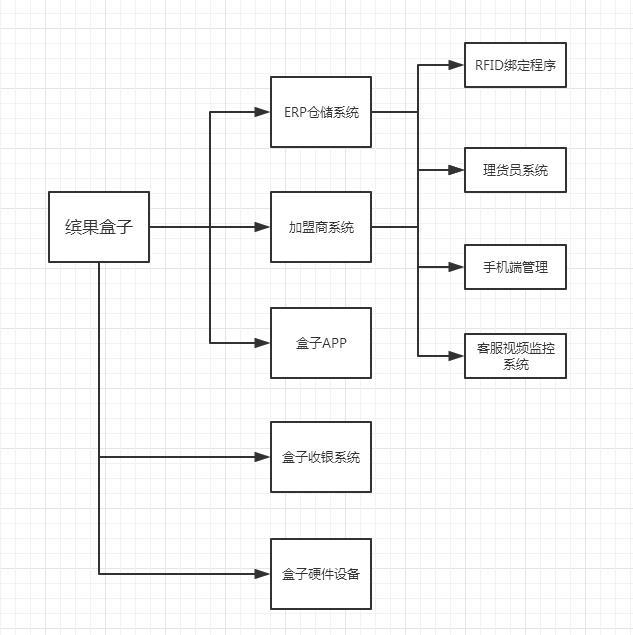 缤果盒子
ERP仓储系统
加盟商系统
盒子APP
盒子收银系统
盒子硬件设备
RFID绑定程序
理货员系统
手机端管理
客服视频监控
系统